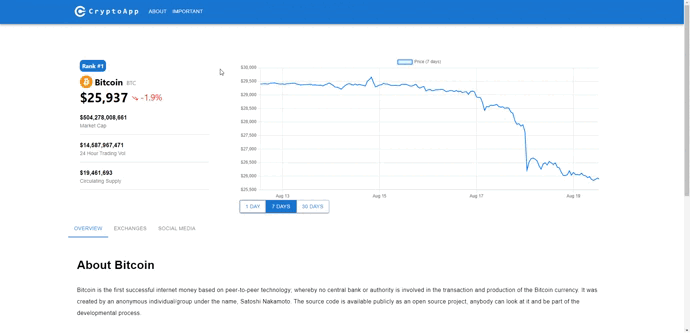 CryptoApp ABOUT IMPORTANT
Rank #1
Bitcoin BTC
$25,937 -1.9%
$504,278,008,661
Market Cap
$14,587,967,471
24 Hour Trading Vol
$19,461,693
Circulating Supply
Price (7 days)
$30,000
$29,500
$29,000
$28,500
$28,000
$27,500
$27,000
$26,500
$26,000
$25,500
Aug 13 Aug 15 Aug 17 Aug 19
1 DAY 7 DAYS 30 DAYS
OVERVIEW EXCHANGES SOCIAL MEDIA
About Bitcoin
Bitcoin is the first successful internet money based on peer-to-peer technology; whereby no central bank or authority is involved in the transaction and production of the Bitcoin currency. It was
created by an anonymous individual/group under the name, Satoshi Nakamoto. The source code is available publicly as an open source project, anybody can look at it and be part of the
developmental process.